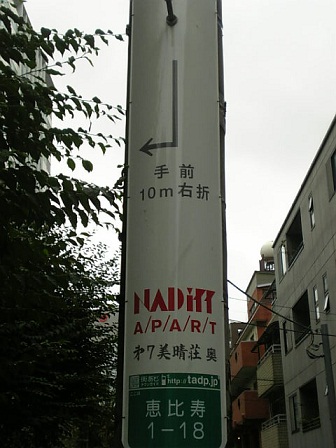 手前
10m右折
NADiff
A/P/A/R/T
第7美晴荘奥
http://tadp.jp
恵比寿
1-18